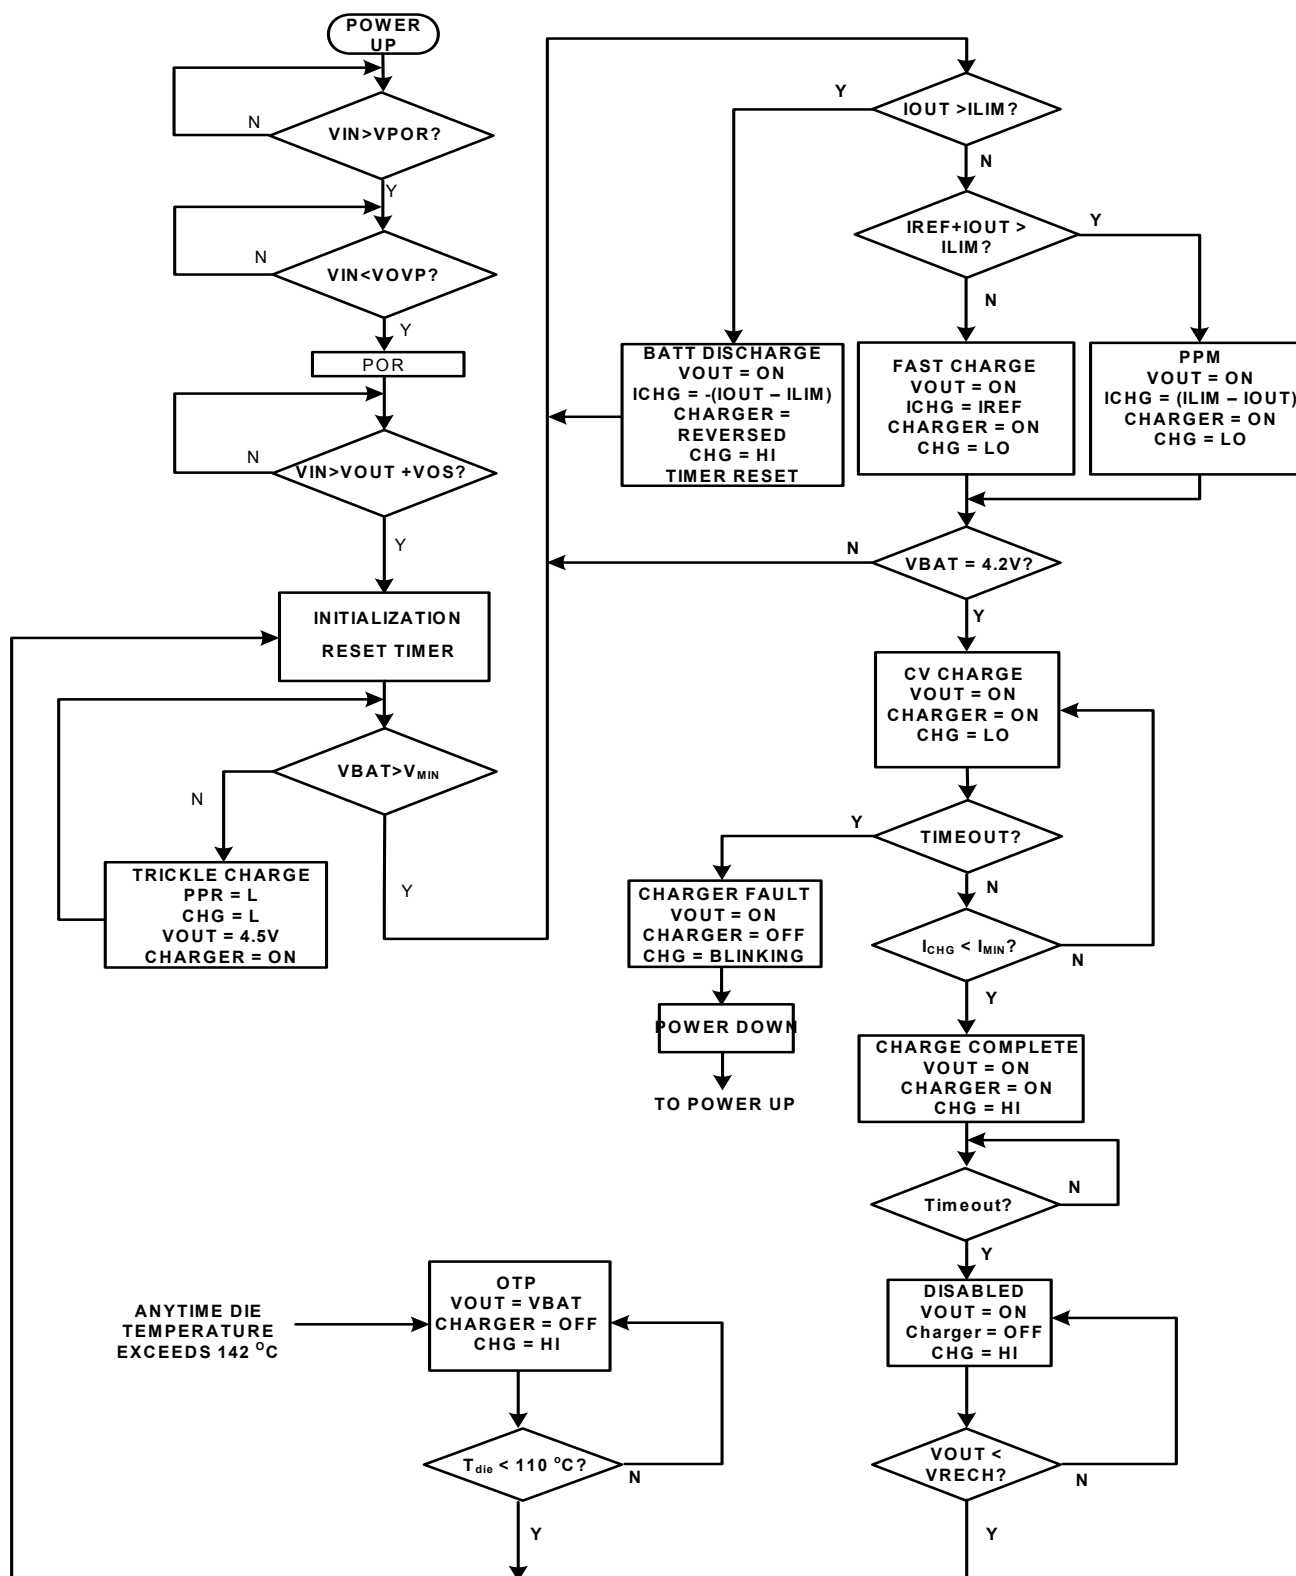 POWER
UP
N
VIN>VPOR?
Y
N
VIN<VOVP?
Y
POR
N
VIN>VOUT +VOS?
Y
INITIALIZATION
RESET TIMER
VBAT>VMIN
N
TRICKLE CHARGE
PPR = L
CHG = L
VOUT = 4.5V
CHARGER = ON
Y
Y
IOUT >ILIM?
N
IREF+IOUT >
ILIM?
Y
N
BATT DISCHARGE
VOUT = ON
ICHG = -(IOUT – ILIM)
CHARGER =
REVERSED
CHG = HI
TIMER RESET
FAST CHARGE
VOUT = ON
ICHG = IREF
CHARGER = ON
CHG = LO
PPM
VOUT = ON
ICHG = (ILIM – IOUT)
CHARGER = ON
CHG = LO
N
VBAT = 4.2V?
Y
CV CHARGE
VOUT = ON
CHARGER = ON
CHG = LO
Y
TIMEOUT?
N
CHARGER FAULT
VOUT = ON
CHARGER = OFF
CHG = BLINKING
POWER DOWN
TO POWER UP
ICHG < IMIN?
N
Y
CHARGE COMPLETE
VOUT = ON
CHARGER = ON
CHG = HI
Timeout?
N
Y
DISABLED
VOUT = ON
Charger = OFF
CHG = HI
VOUT <
VRECH?
N
Y
ANYTIME DIE
TEMPERATURE
EXCEEDS 142 °C
OTP
VOUT = VBAT
CHARGER = OFF
CHG = HI
Tdie < 110 °C?
N
Y